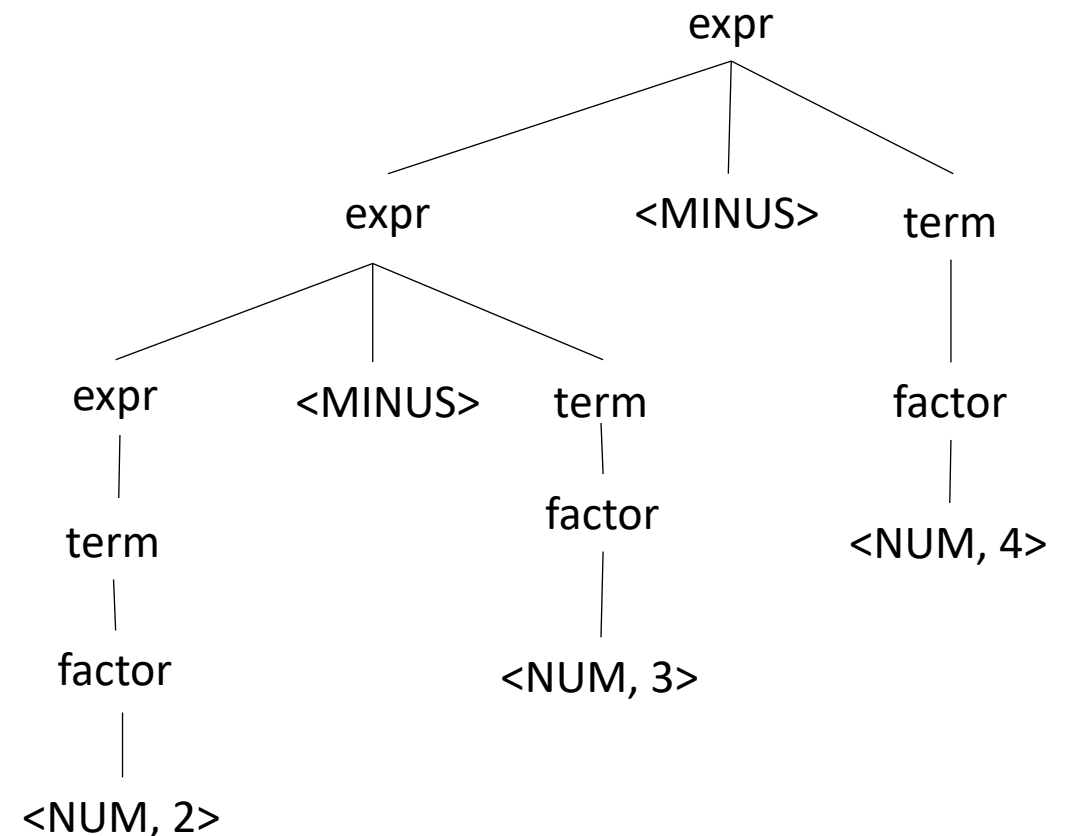 expr
expr <MINUS> term
expr <MINUS> term factor
factor <NUM, 4>
term
factor <NUM, 3>
<NUM, 2>